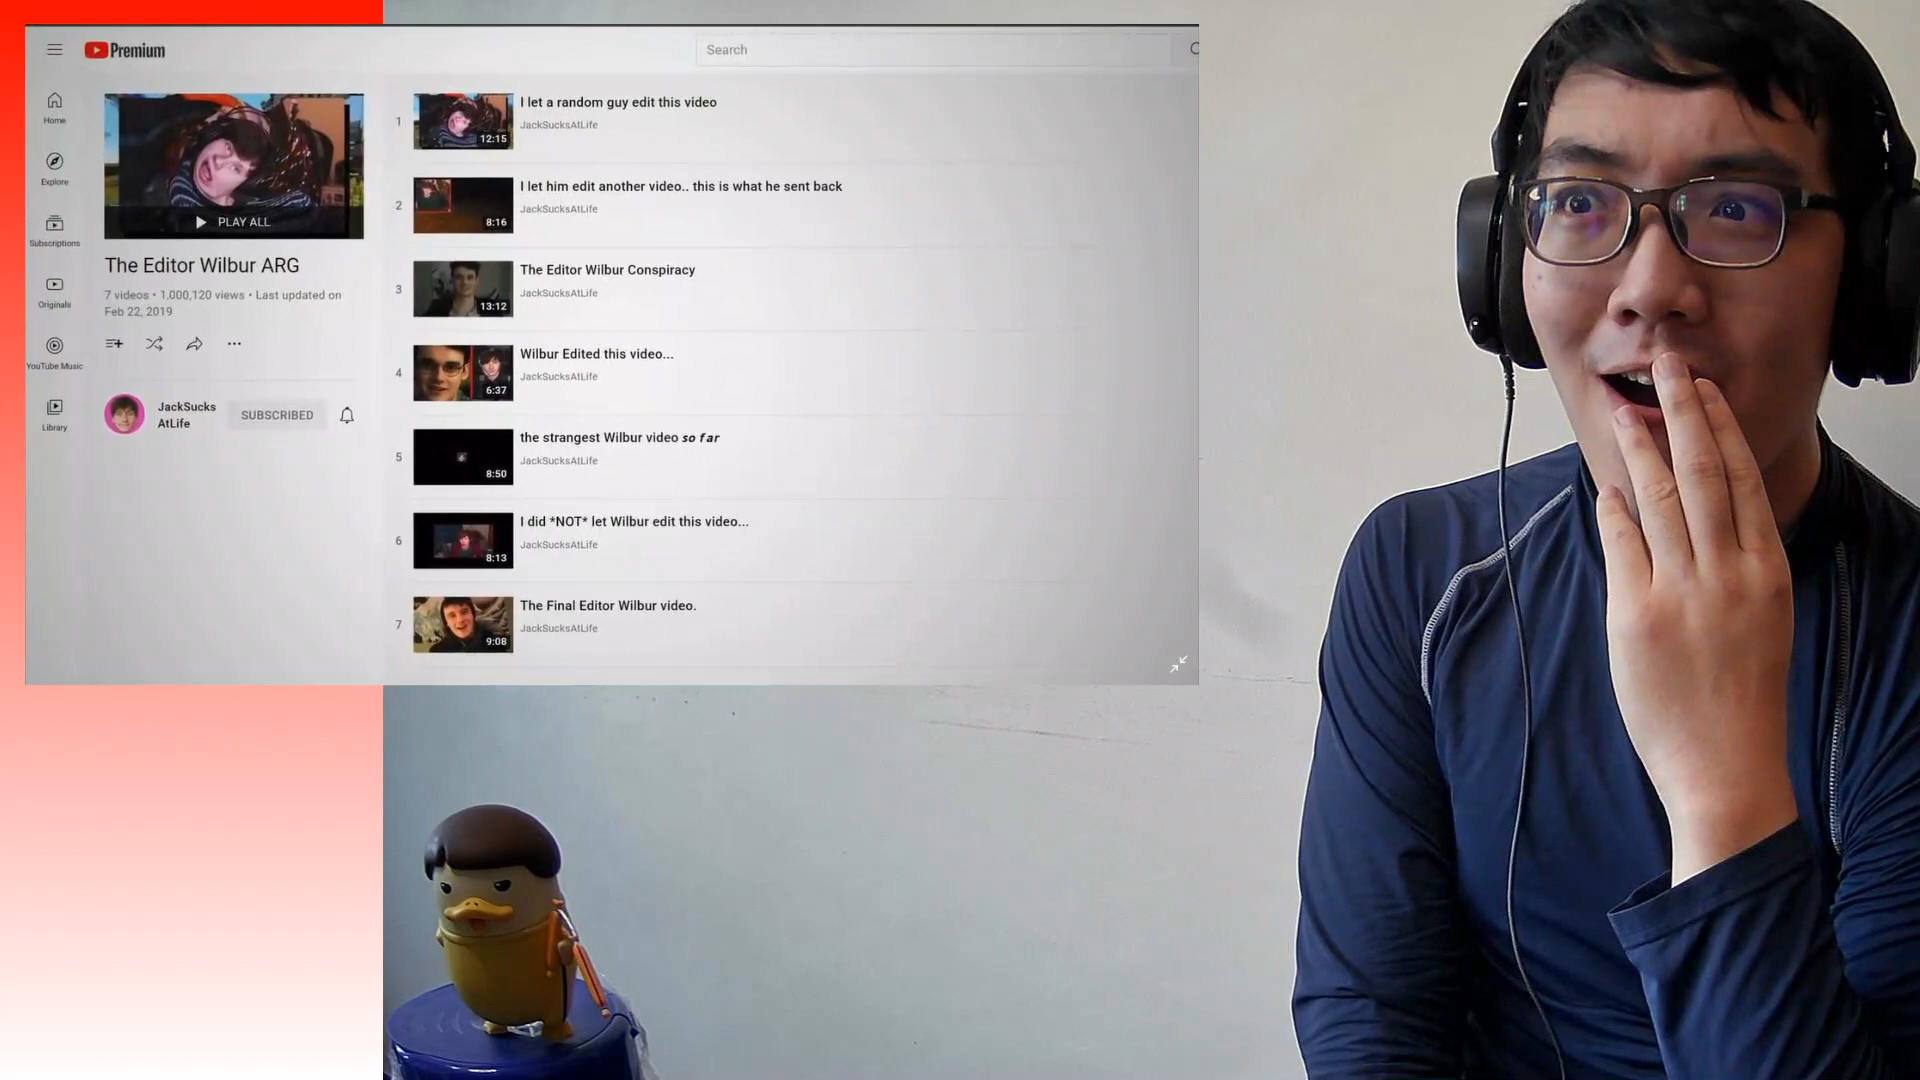 Premium
Search
Home
Explore
Subscriptions
Originals
YouTube Music
Library
PLAY ALL
The Editor Wilbur ARG
7 videos • 1,000,120 views • Last updated on
Feb 22, 2019
JackSucks
AtLife
SUBSCRIBED
1
12:15
I let a random guy edit this video
JackSucksAtLife
2
8:16
I let him edit another video.. this is what he sent back
JackSucksAtLife
3
13:12
The Editor Wilbur Conspiracy
JackSucksAtLife
4
6:37
Wilbur Edited this video...
JackSucksAtLife
5
8:50
the strangest Wilbur video so far
JackSucksAtLife
6
8:13
I did *NOT* let Wilbur edit this video...
JackSucksAtLife
7
9:08
The Final Editor Wilbur video.
JackSucksAtLife